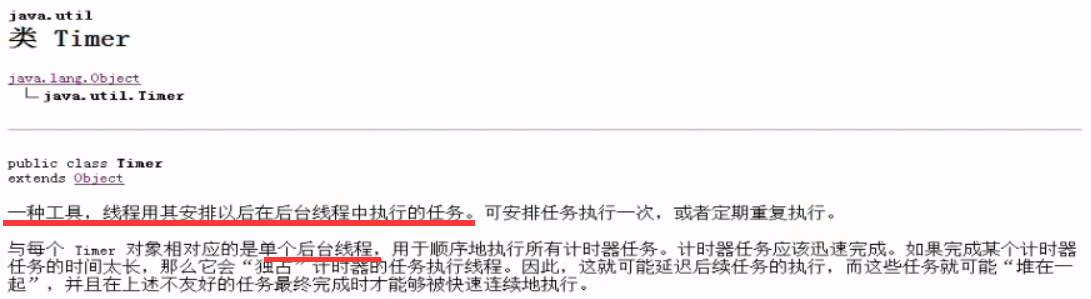 java.util
类 Timer
java.lang.Object
java.util.Timer
public class Timer
extends Object
一种工具，线程用其安排以后在后台线程中执行的任务。可安排任务执行一次，或者定期重复执行。
与每个 Timer 对象相对应的是单个后台线程，用于顺序地执行所有计时器任务。计时器任务应该迅速完成。如果完成某个计时器
任务的时间太长，那么它会“独占”计时器的任务执行线程。因此，这就可能延迟后续任务的执行，而这些任务就可能“堆在一
起”，并且在上述不友好的任务最终完成时才能够被快速连续地执行。